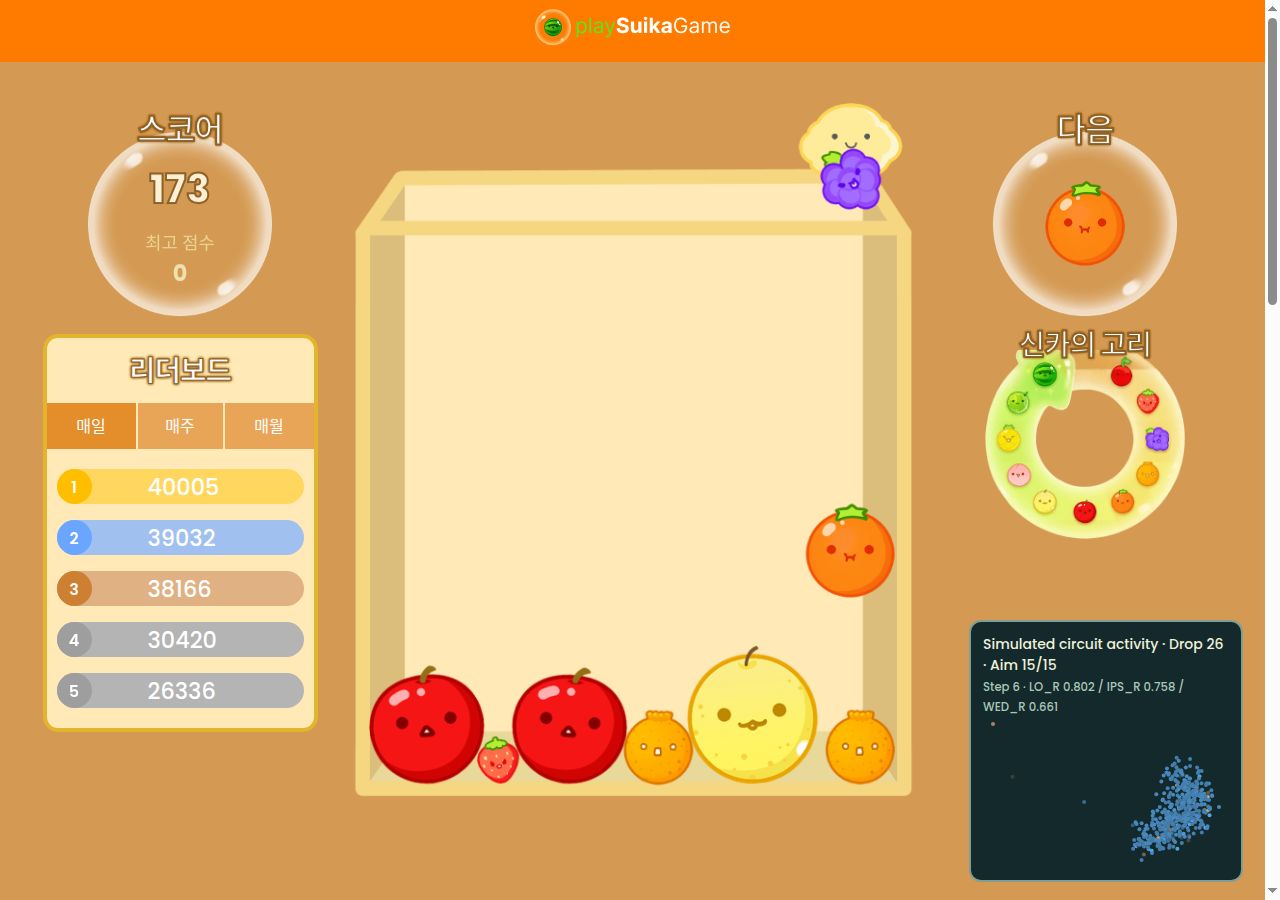 playSuikaGame
스코어
173
최고 점수
0
다음
신카의 고리
리더보드
매일 매주 매월
1 40005
2 39032
3 38166
4 30420
5 26336
Simulated circuit activity · Drop 26
· Aim 15/15
Step 6 · LO_R 0.802 / IPS_R 0.758 /
WED_R 0.661